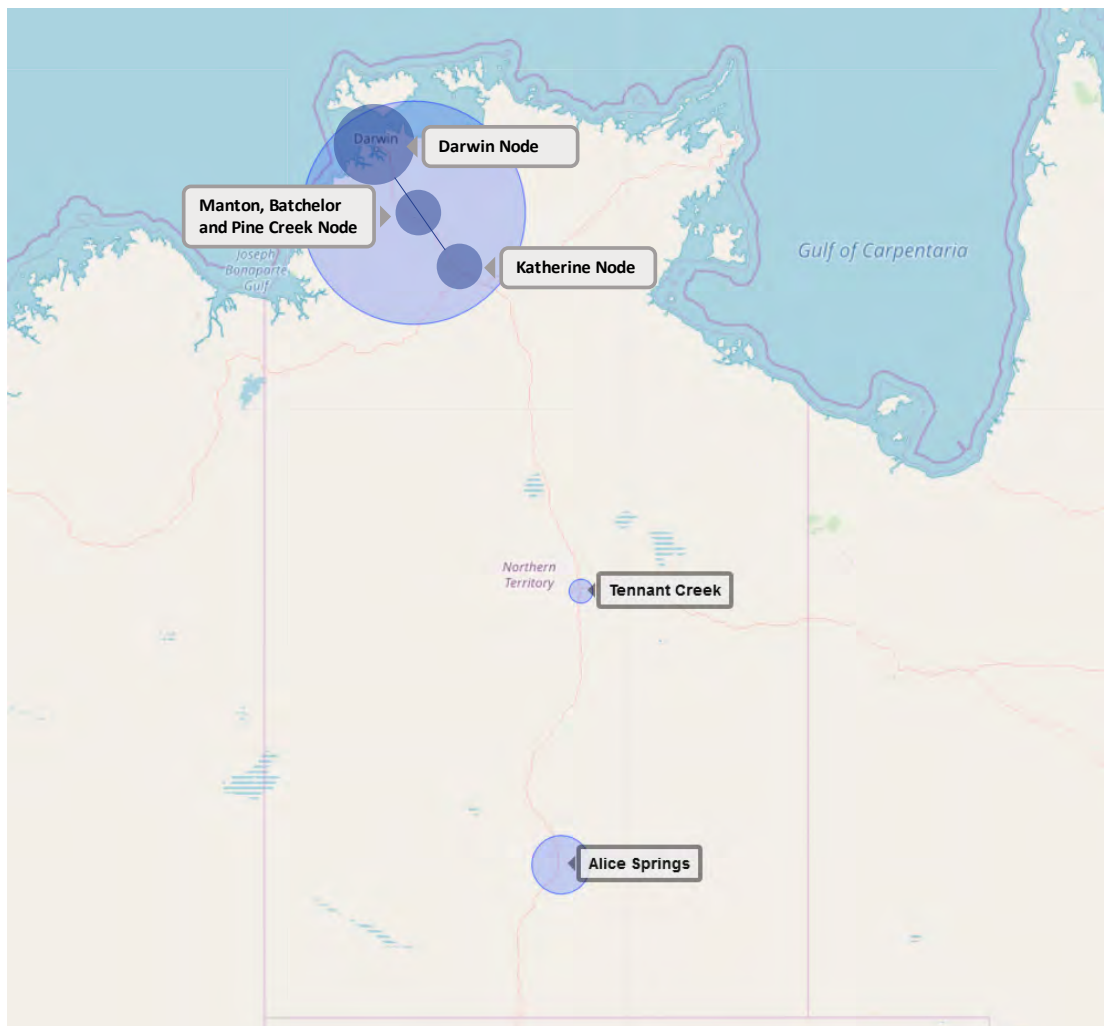 Darwin
Darwin Node
Manton, Batchelor
and Pine Creek Node
Joseph
Bonaparte
Gulf
Gulf of Carpentaria
Katherine Node
Northern
Territory
Tennant Creek
Alice Springs